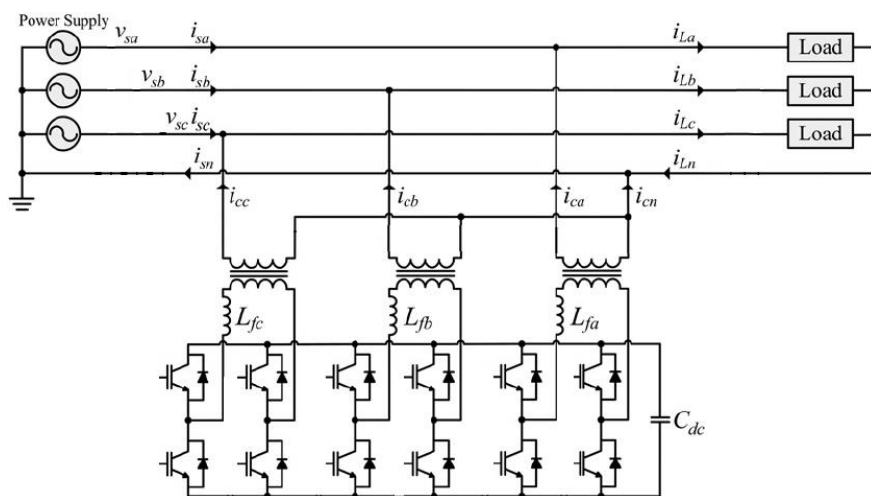 Power Supply
v_sa i_sa i_La Load
v_sb i_sb i_Lb Load
v_sc i_sc i_Lc Load
i_sn i_Ln
i_cc i_cb i_ca i_cn
L_fc L_fb L_fa
C_dc